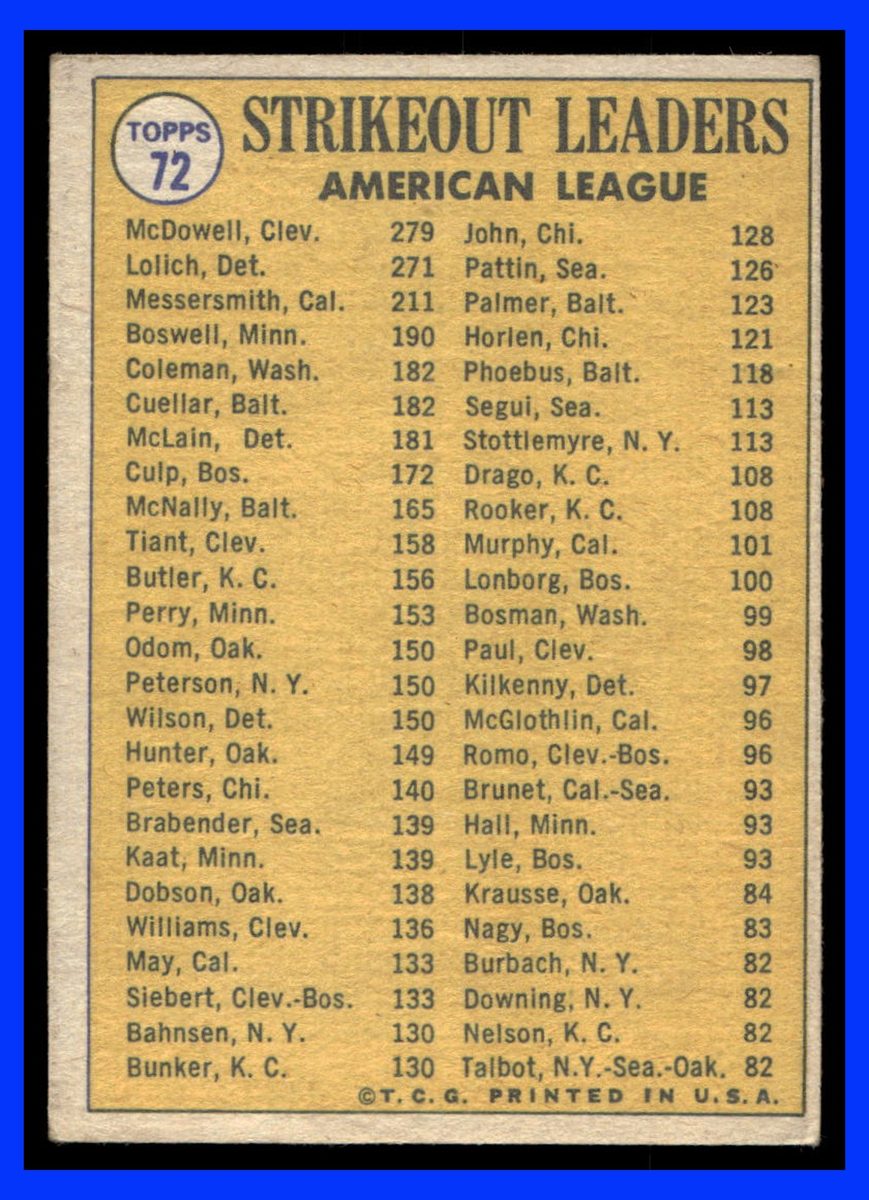 TOPPS
72
STRIKEOUT LEADERS
AMERICAN LEAGUE
McDowell, Clev. 279
Lolich, Det. 271
Messersmith, Cal. 211
Boswell, Minn. 190
Coleman, Wash. 182
Cuellar, Balt. 182
McLain, Det. 181
Culp, Bos. 172
McNally, Balt. 165
Tiant, Clev. 158
Butler, K. C. 156
Perry, Minn. 153
Odom, Oak. 150
Peterson, N. Y. 150
Wilson, Det. 150
Hunter, Oak. 149
Peters, Chi. 140
Brabender, Sea. 139
Kaat, Minn. 139
Dobson, Oak. 138
Williams, Clev. 136
May, Cal. 133
Siebert, Clev.-Bos. 133
Bahnsen, N. Y. 130
Bunker, K. C. 130
John, Chi. 128
Pattin, Sea. 126
Palmer, Balt. 123
Horlen, Chi. 121
Phoebus, Balt. 118
Segui, Sea. 113
Stottlemyre, N. Y. 113
Drago, K. C. 108
Rooker, K. C. 108
Murphy, Cal. 101
Lonborg, Bos. 100
Bosman, Wash. 99
Paul, Clev. 98
Kilkenny, Det. 97
McGlothlin, Cal. 96
Romo, Clev.-Bos. 96
Brunet, Cal.-Sea. 93
Hall, Minn. 93
Lyle, Bos. 93
Krausse, Oak. 84
Nagy, Bos. 83
Burbach, N. Y. 82
Downing, N. Y. 82
Nelson, K. C. 82
Talbot, N.Y.-Sea.-Oak. 82
©T. C. G. PRINTED IN U. S. A.